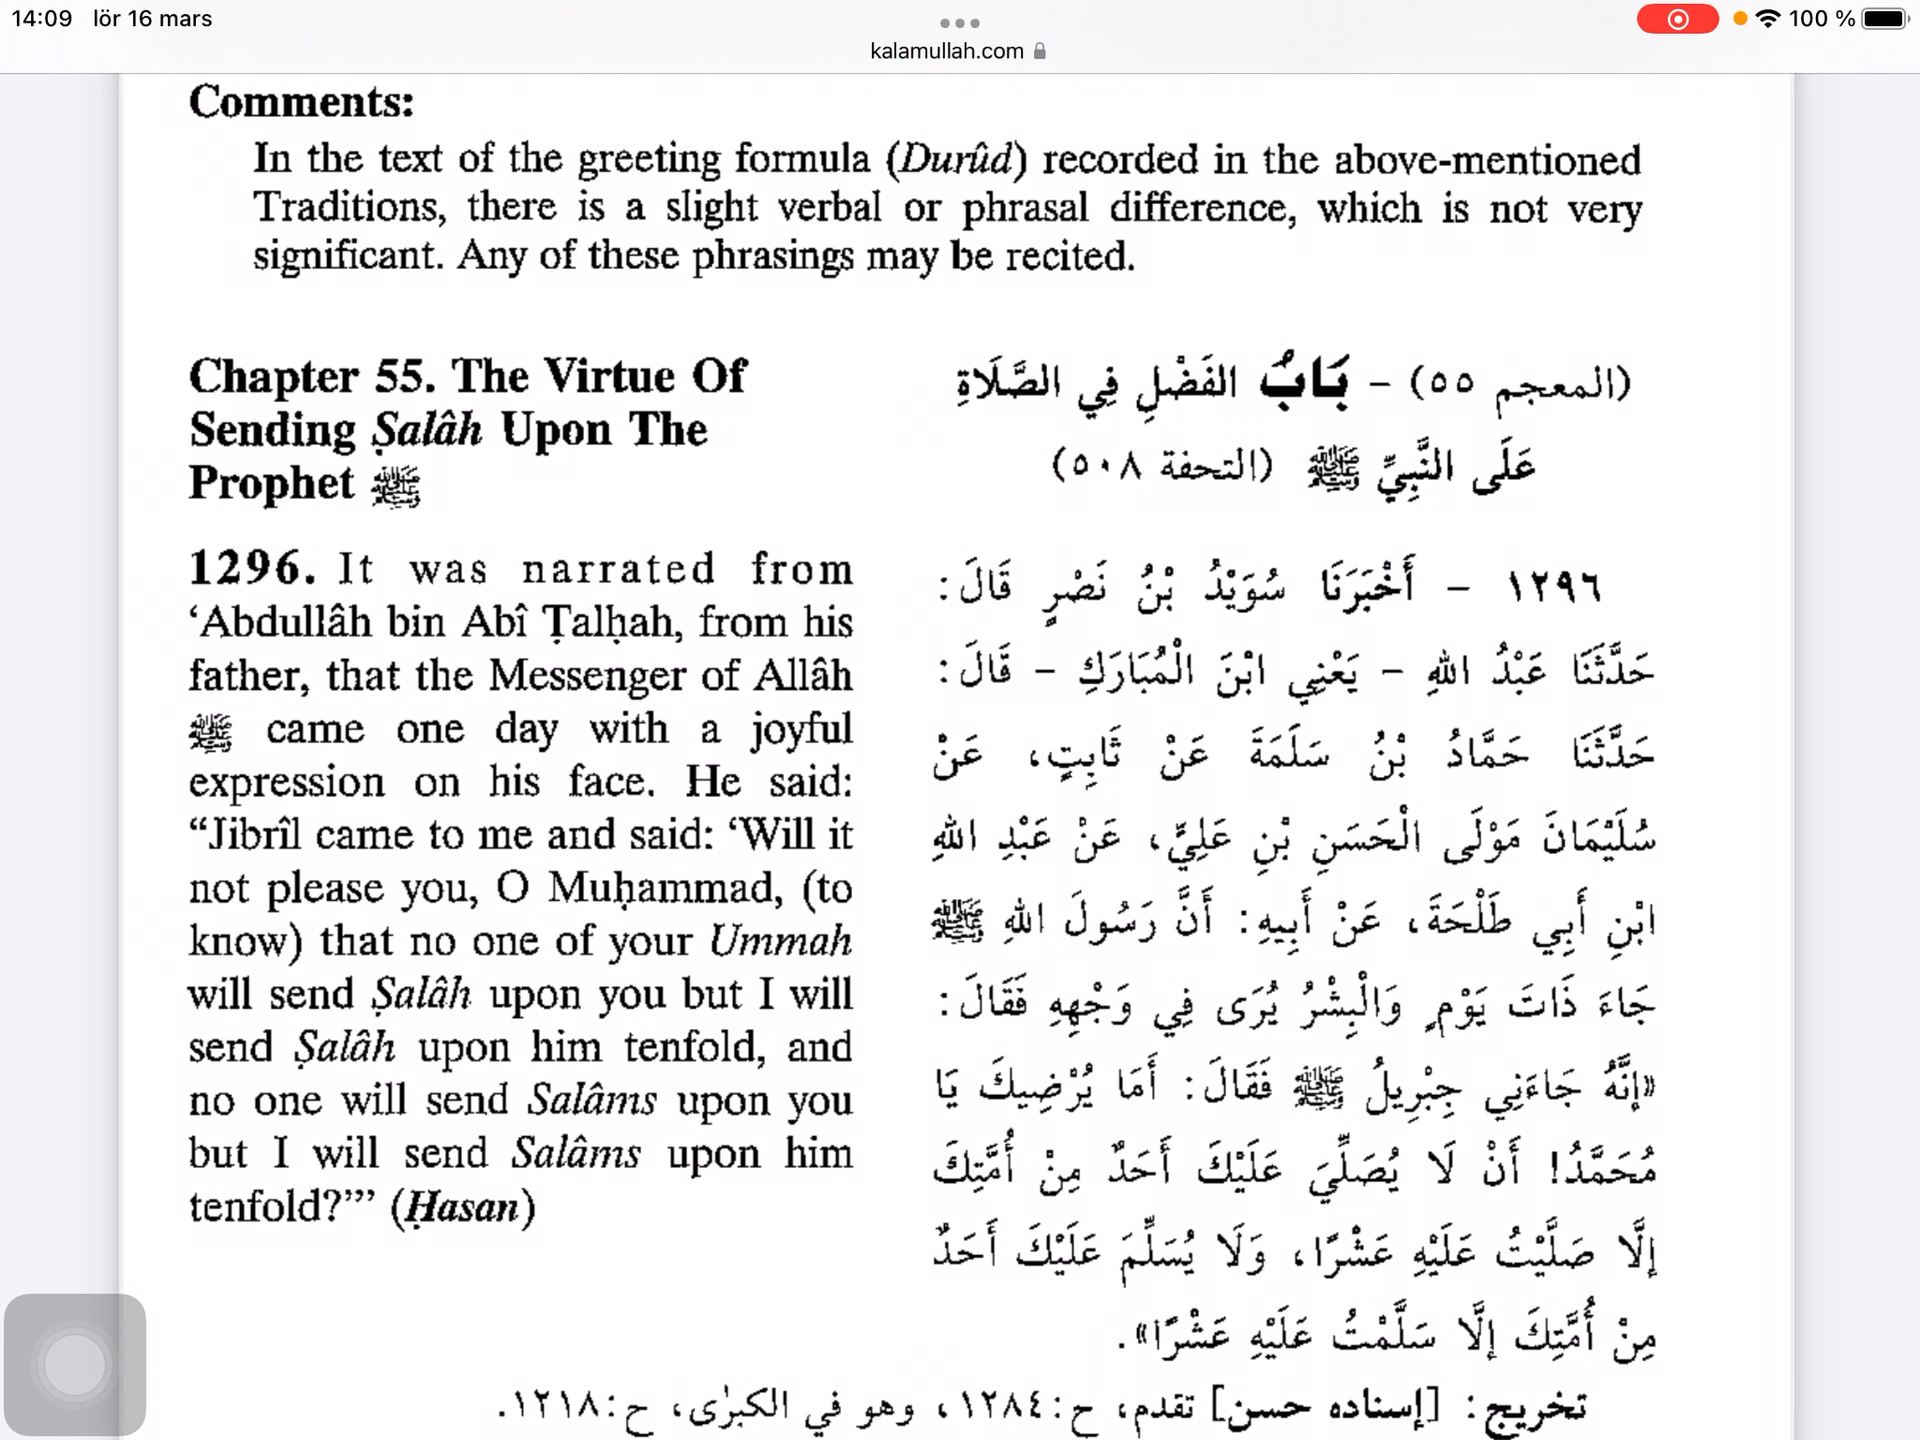 14:09 lör 16 mars
100 %
kalamullah.com
Comments:
In the text of the greeting formula (Durûd) recorded in the above-mentioned
Traditions, there is a slight verbal or phrasal difference, which is not very
significant. Any of these phrasings may be recited.
Chapter 55. The Virtue Of
Sending Ṣalâh Upon The
Prophet ﷺ
1296. It was narrated from
‘Abdullâh bin Abî Ṭalḥah, from his
father, that the Messenger of Allâh
ﷺ came one day with a joyful
expression on his face. He said:
“Jibrîl came to me and said: ‘Will it
not please you, O Muḥammad, (to
know) that no one of your Ummah
will send Ṣalâh upon you but I will
send Ṣalâh upon him tenfold, and
no one will send Salâms upon you
but I will send Salâms upon him
tenfold?’” (Ḥasan)
(المعجم ٥٥) - بَابُ الفَضْلِ فِي الصَّلَاةِ
عَلَى النَّبِيِّ ﷺ (التحفة ٥٠٨)
١٢٩٦ - أَخْبَرَنَا سُوَيْدُ بْنُ نَصْرٍ قَالَ:
حَدَّثَنَا عَبْدُ اللهِ - يَعْنِي ابْنَ الْمُبَارَكِ - قَالَ:
حَدَّثَنَا حَمَّادُ بْنُ سَلَمَةَ عَنْ ثَابِتٍ، عَنْ
سُلَيْمَانَ مَوْلَى الْحَسَنِ بْنِ عَلِيٍّ، عَنْ عَبْدِ اللهِ
ابْنِ أَبِي طَلْحَةَ، عَنْ أَبِيهِ: أَنَّ رَسُولَ اللهِ ﷺ
جَاءَ ذَاتَ يَوْمٍ وَالْبِشْرُ يُرَى فِي وَجْهِهِ فَقَالَ:
«إِنَّهُ جَاءَنِي جِبْرِيلُ ﷺ فَقَالَ: أَمَا يُرْضِيكَ يَا
مُحَمَّدُ! أَنْ لَا يُصَلِّيَ عَلَيْكَ أَحَدٌ مِنْ أُمَّتِكَ
إِلَّا صَلَّيْتُ عَلَيْهِ عَشْرًا، وَلَا يُسَلِّمَ عَلَيْكَ أَحَدٌ
مِنْ أُمَّتِكَ إِلَّا سَلَّمْتُ عَلَيْهِ عَشْرًا».
تخريج: [إسناده حسن] تقدم، ح:١٢٨٤، وهو في الكبرٰى، ح:١٢١٨.